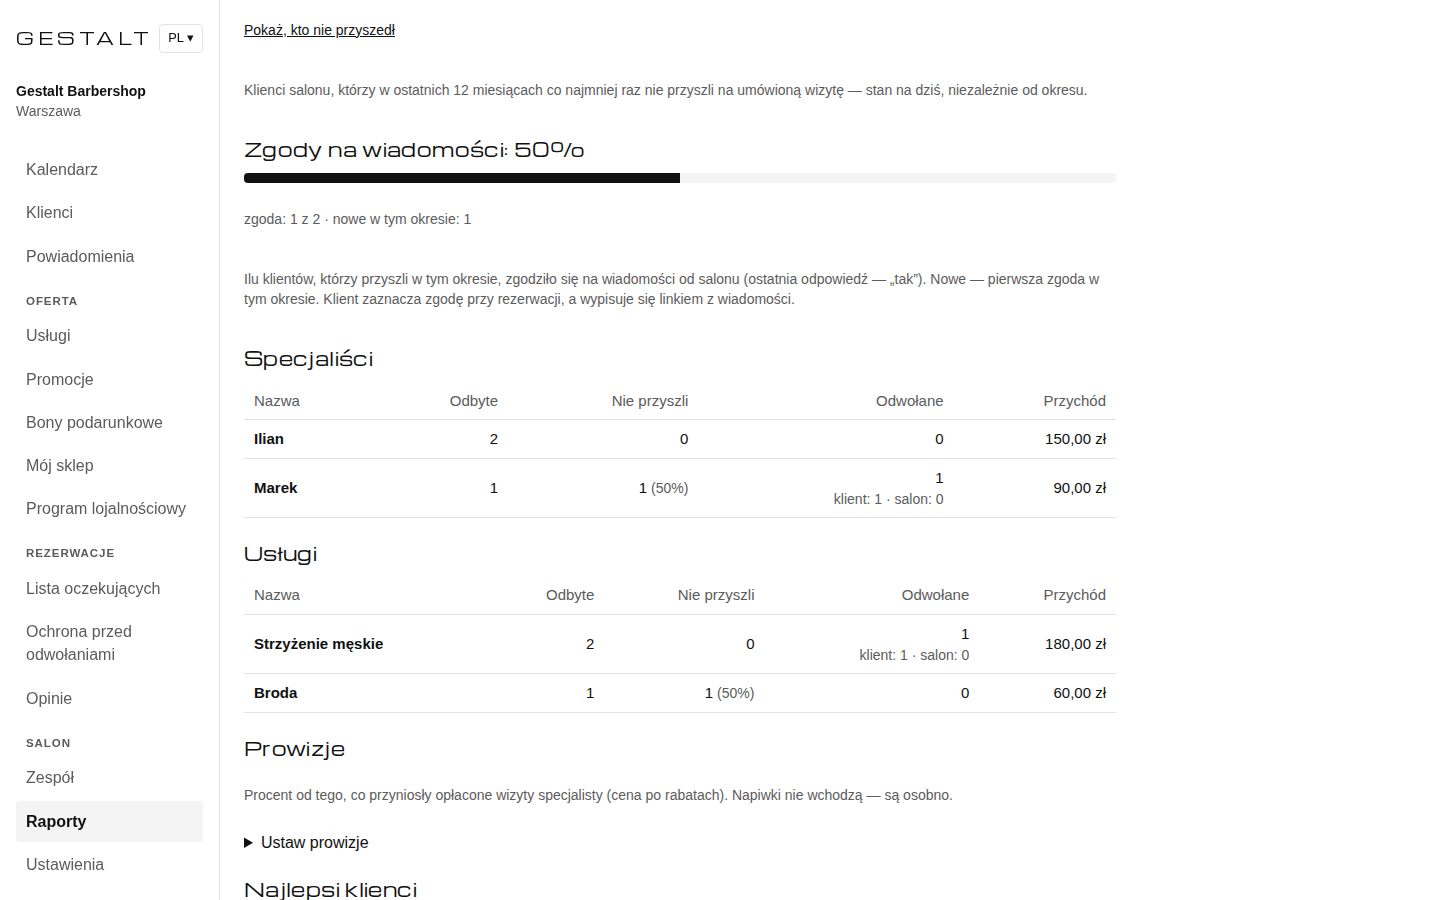 GESTALT
PL ▾
Gestalt Barbershop
Warszawa
Kalendarz
Klienci
Powiadomienia
OFERTA
Usługi
Promocje
Bony podarunkowe
Mój sklep
Program lojalnościowy
REZERWACJE
Lista oczekujących
Ochrona przed
odwołaniami
Opinie
SALON
Zespół
Raporty
Ustawienia
Pokaż, kto nie przyszedł
Klienci salonu, którzy w ostatnich 12 miesiącach co najmniej raz nie przyszli na umówioną wizytę — stan na dziś, niezależnie od okresu.
Zgody na wiadomości: 50%
zgoda: 1 z 2 · nowe w tym okresie: 1
Ilu klientów, którzy przyszli w tym okresie, zgodziło się na wiadomości od salonu (ostatnia odpowiedź — „tak”). Nowe — pierwsza zgoda w
tym okresie. Klient zaznacza zgodę przy rezerwacji, a wypisuje się linkiem z wiadomości.
Specjaliści
Nazwa Odbyte Nie przyszli Odwołane Przychód
Ilian 2 0 0 150,00 zł
Marek 1 1 (50%) 1 90,00 zł
klient: 1 · salon: 0
Usługi
Nazwa Odbyte Nie przyszli Odwołane Przychód
Strzyżenie męskie 2 0 1 180,00 zł
klient: 1 · salon: 0
Broda 1 1 (50%) 0 60,00 zł
Prowizje
Procent od tego, co przyniosły opłacone wizyty specjalisty (cena po rabatach). Napiwki nie wchodzą — są osobno.
▶ Ustaw prowizje
Najlepsi klienci